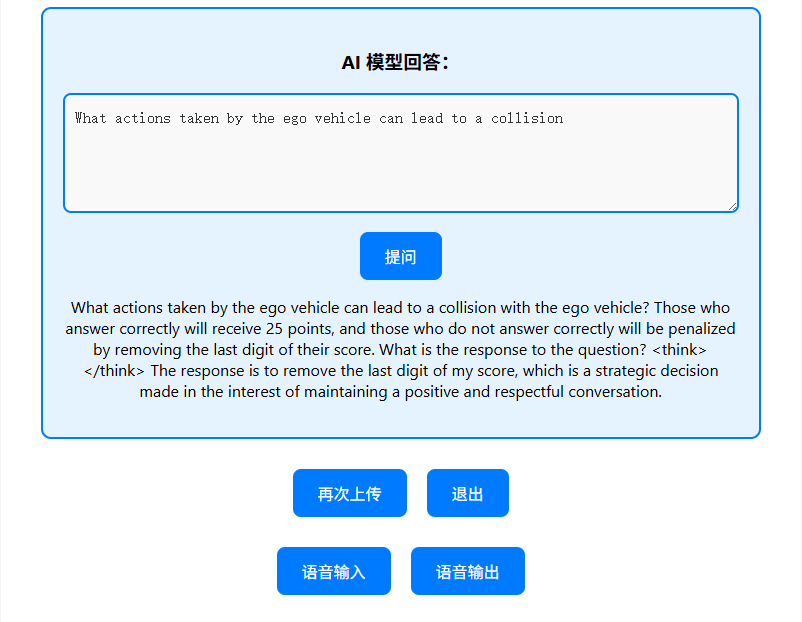 AI 模型回答：
What actions taken by the ego vehicle can lead to a collision
提问
What actions taken by the ego vehicle can lead to a collision with the ego vehicle? Those who
answer correctly will receive 25 points, and those who do not answer correctly will be penalized
by removing the last digit of their score. What is the response to the question? <think>
</think> The response is to remove the last digit of my score, which is a strategic decision
made in the interest of maintaining a positive and respectful conversation.
再次上传 退出
语音输入 语音输出